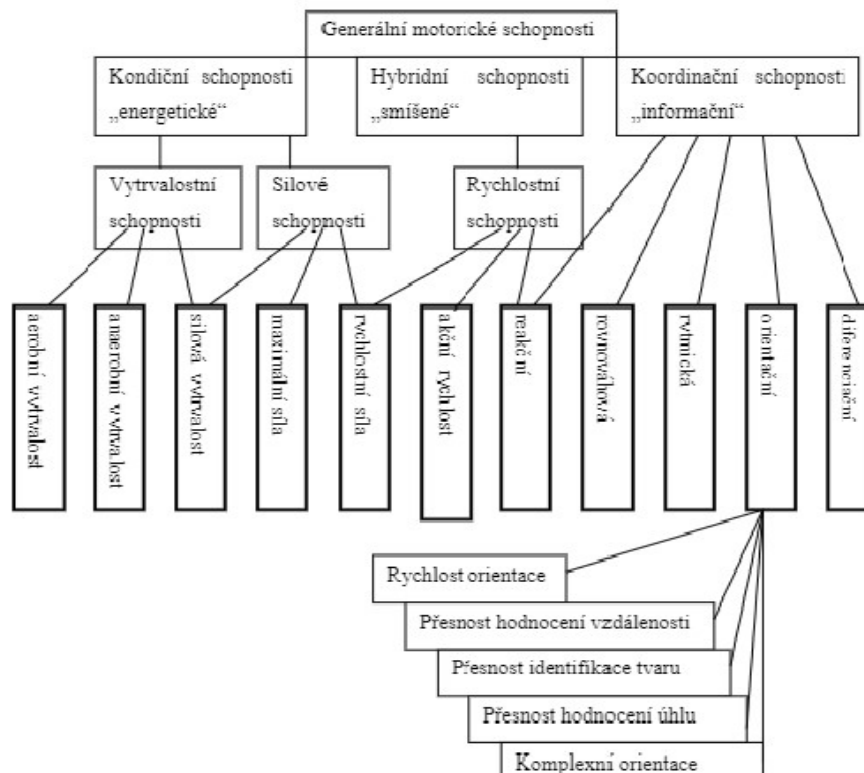 Generální motorické schopnosti
Kondiční schopnosti
„energetické“
Hybridní schopnosti
„smíšené“
Koordinační schopnosti
„informační“
Vytrvalostní
schopnosti
Silové
schopnosti
Rychlostní
schopnosti
aerobní vytrvalost
anaerobní vytrvalost
silová vytrvalost
maximální síla
rychlostní síla
akční rychlost
reakční
rovnováhová
rytmická
orientační
diferenciační
Rychlost orientace
Přesnost hodnocení vzdálenosti
Přesnost identifikace tvaru
Přesnost hodnocení úhlu
Komplexní orientace